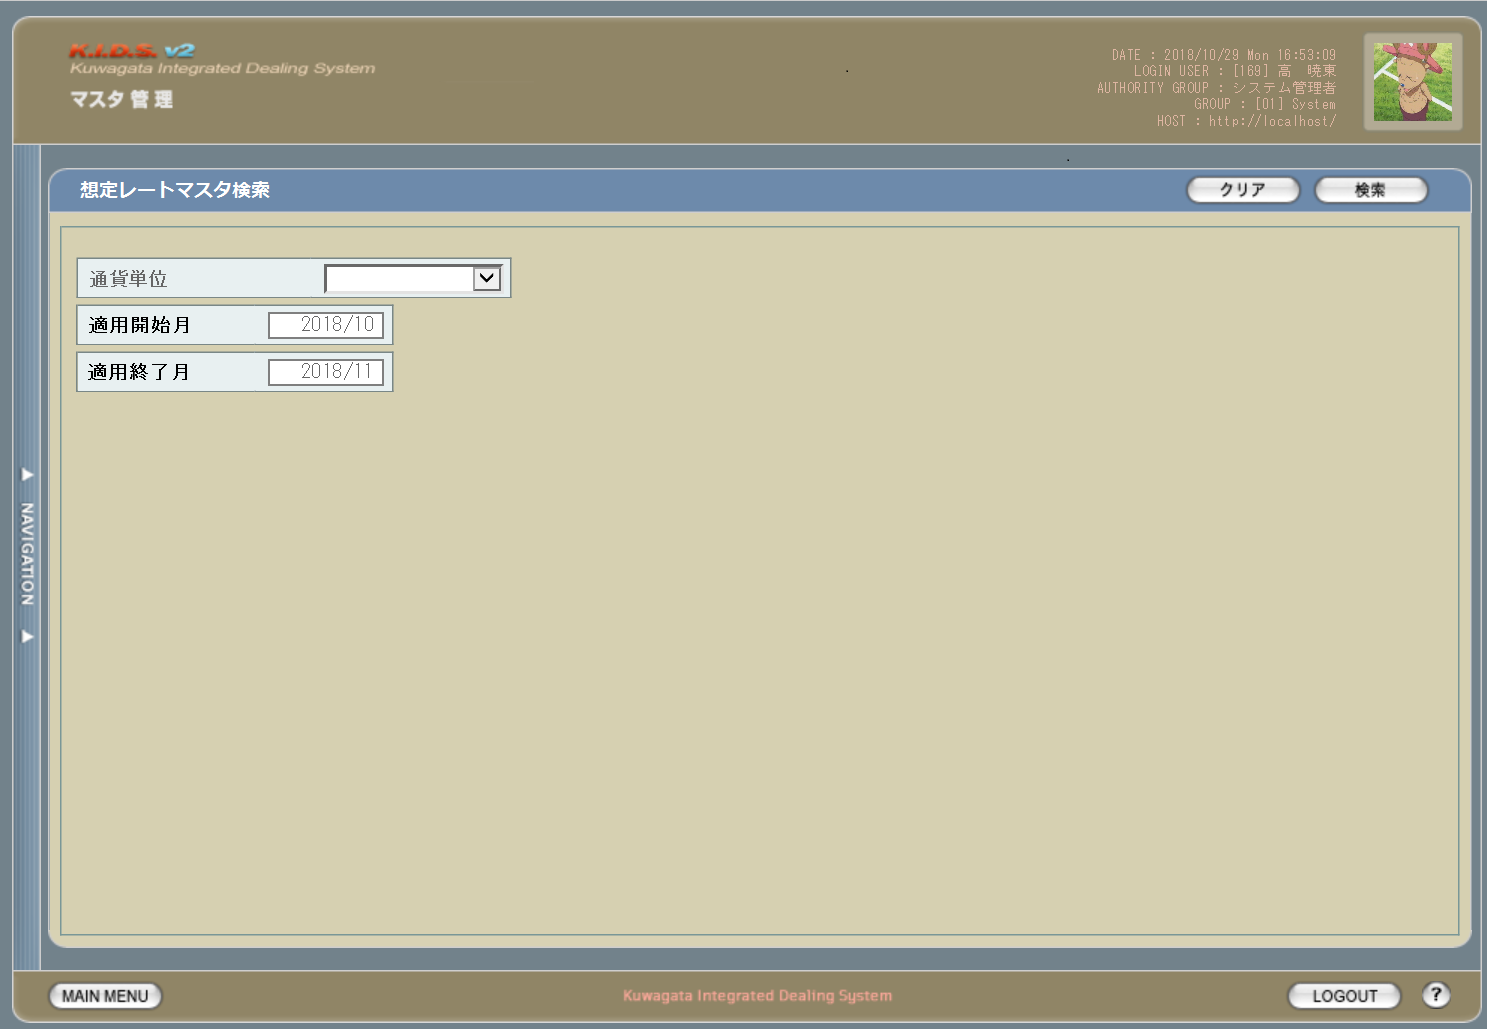 K.I.D.S. v2
Kuwagata Integrated Dealing System
マスタ管理
DATE : 2018/10/29 Mon 16:53:09
LOGIN USER : [169] 高　暁東
AUTHORITY GROUP : システム管理者
GROUP : [01] System
HOST : http://localhost/
想定レートマスタ検索
クリア
検索
通貨単位
適用開始月 2018/10
適用終了月 2018/11
NAVIGATION
MAIN MENU
Kuwagata Integrated Dealing System
LOGOUT
?